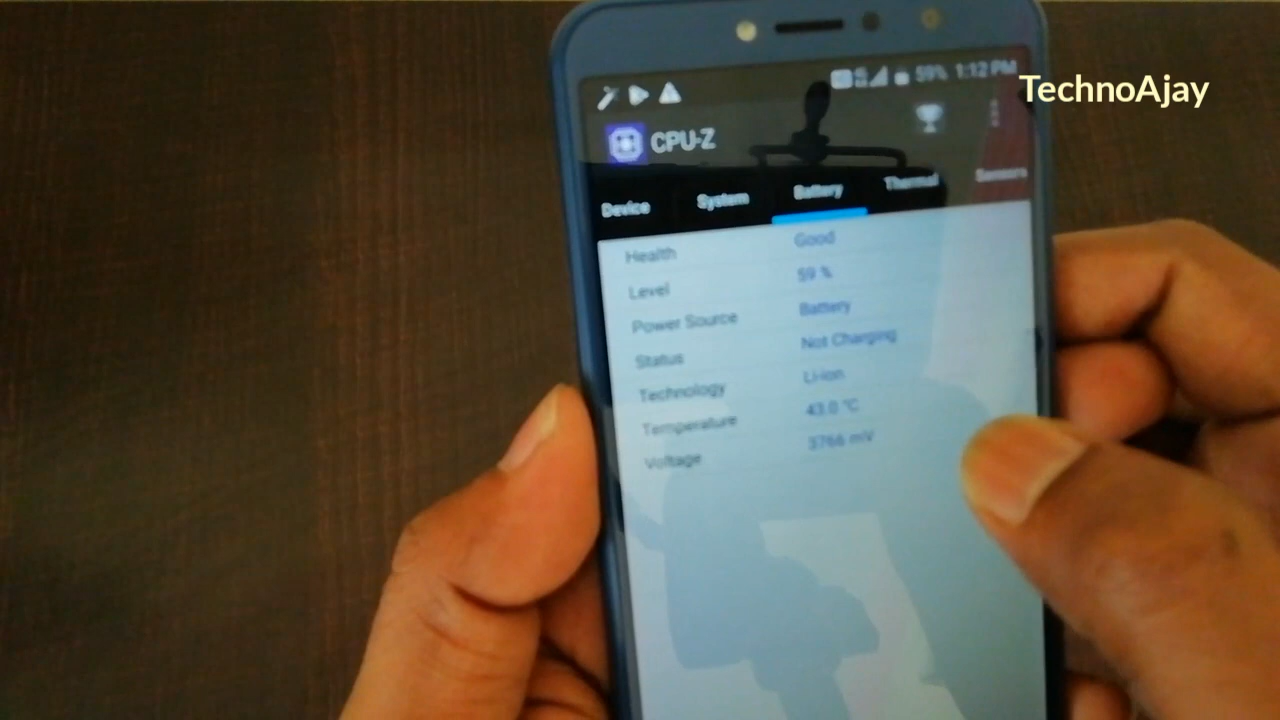 59% 1:12 PM
TechnoAjay
CPU-Z
Device System Battery Thermal Sensors
Health Good
Level 59 %
Power Source Battery
Status Not Charging
Technology Li-ion
Temperature 43.0 °C
Voltage 3766 mV